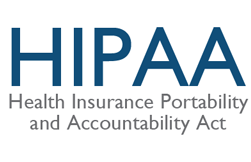 HIPAA
Health Insurance Portability
and Accountability Act